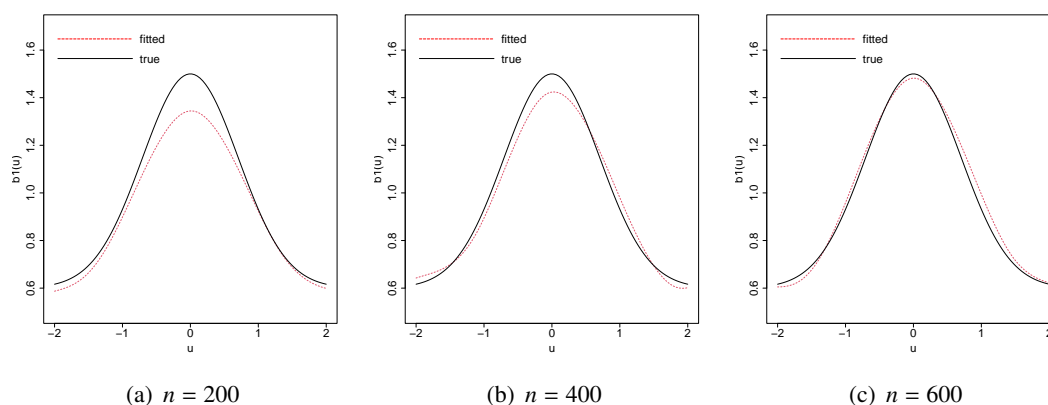 fitted
true
1.6
1.4
1.2
1.0
0.8
0.6
b1(u)
−2 −1 0 1 2
u
(a) n = 200
fitted
true
1.6
1.4
1.2
1.0
0.8
0.6
b1(u)
−2 −1 0 1 2
u
(b) n = 400
fitted
true
1.6
1.4
1.2
1.0
0.8
0.6
b1(u)
−2 −1 0 1 2
u
(c) n = 600